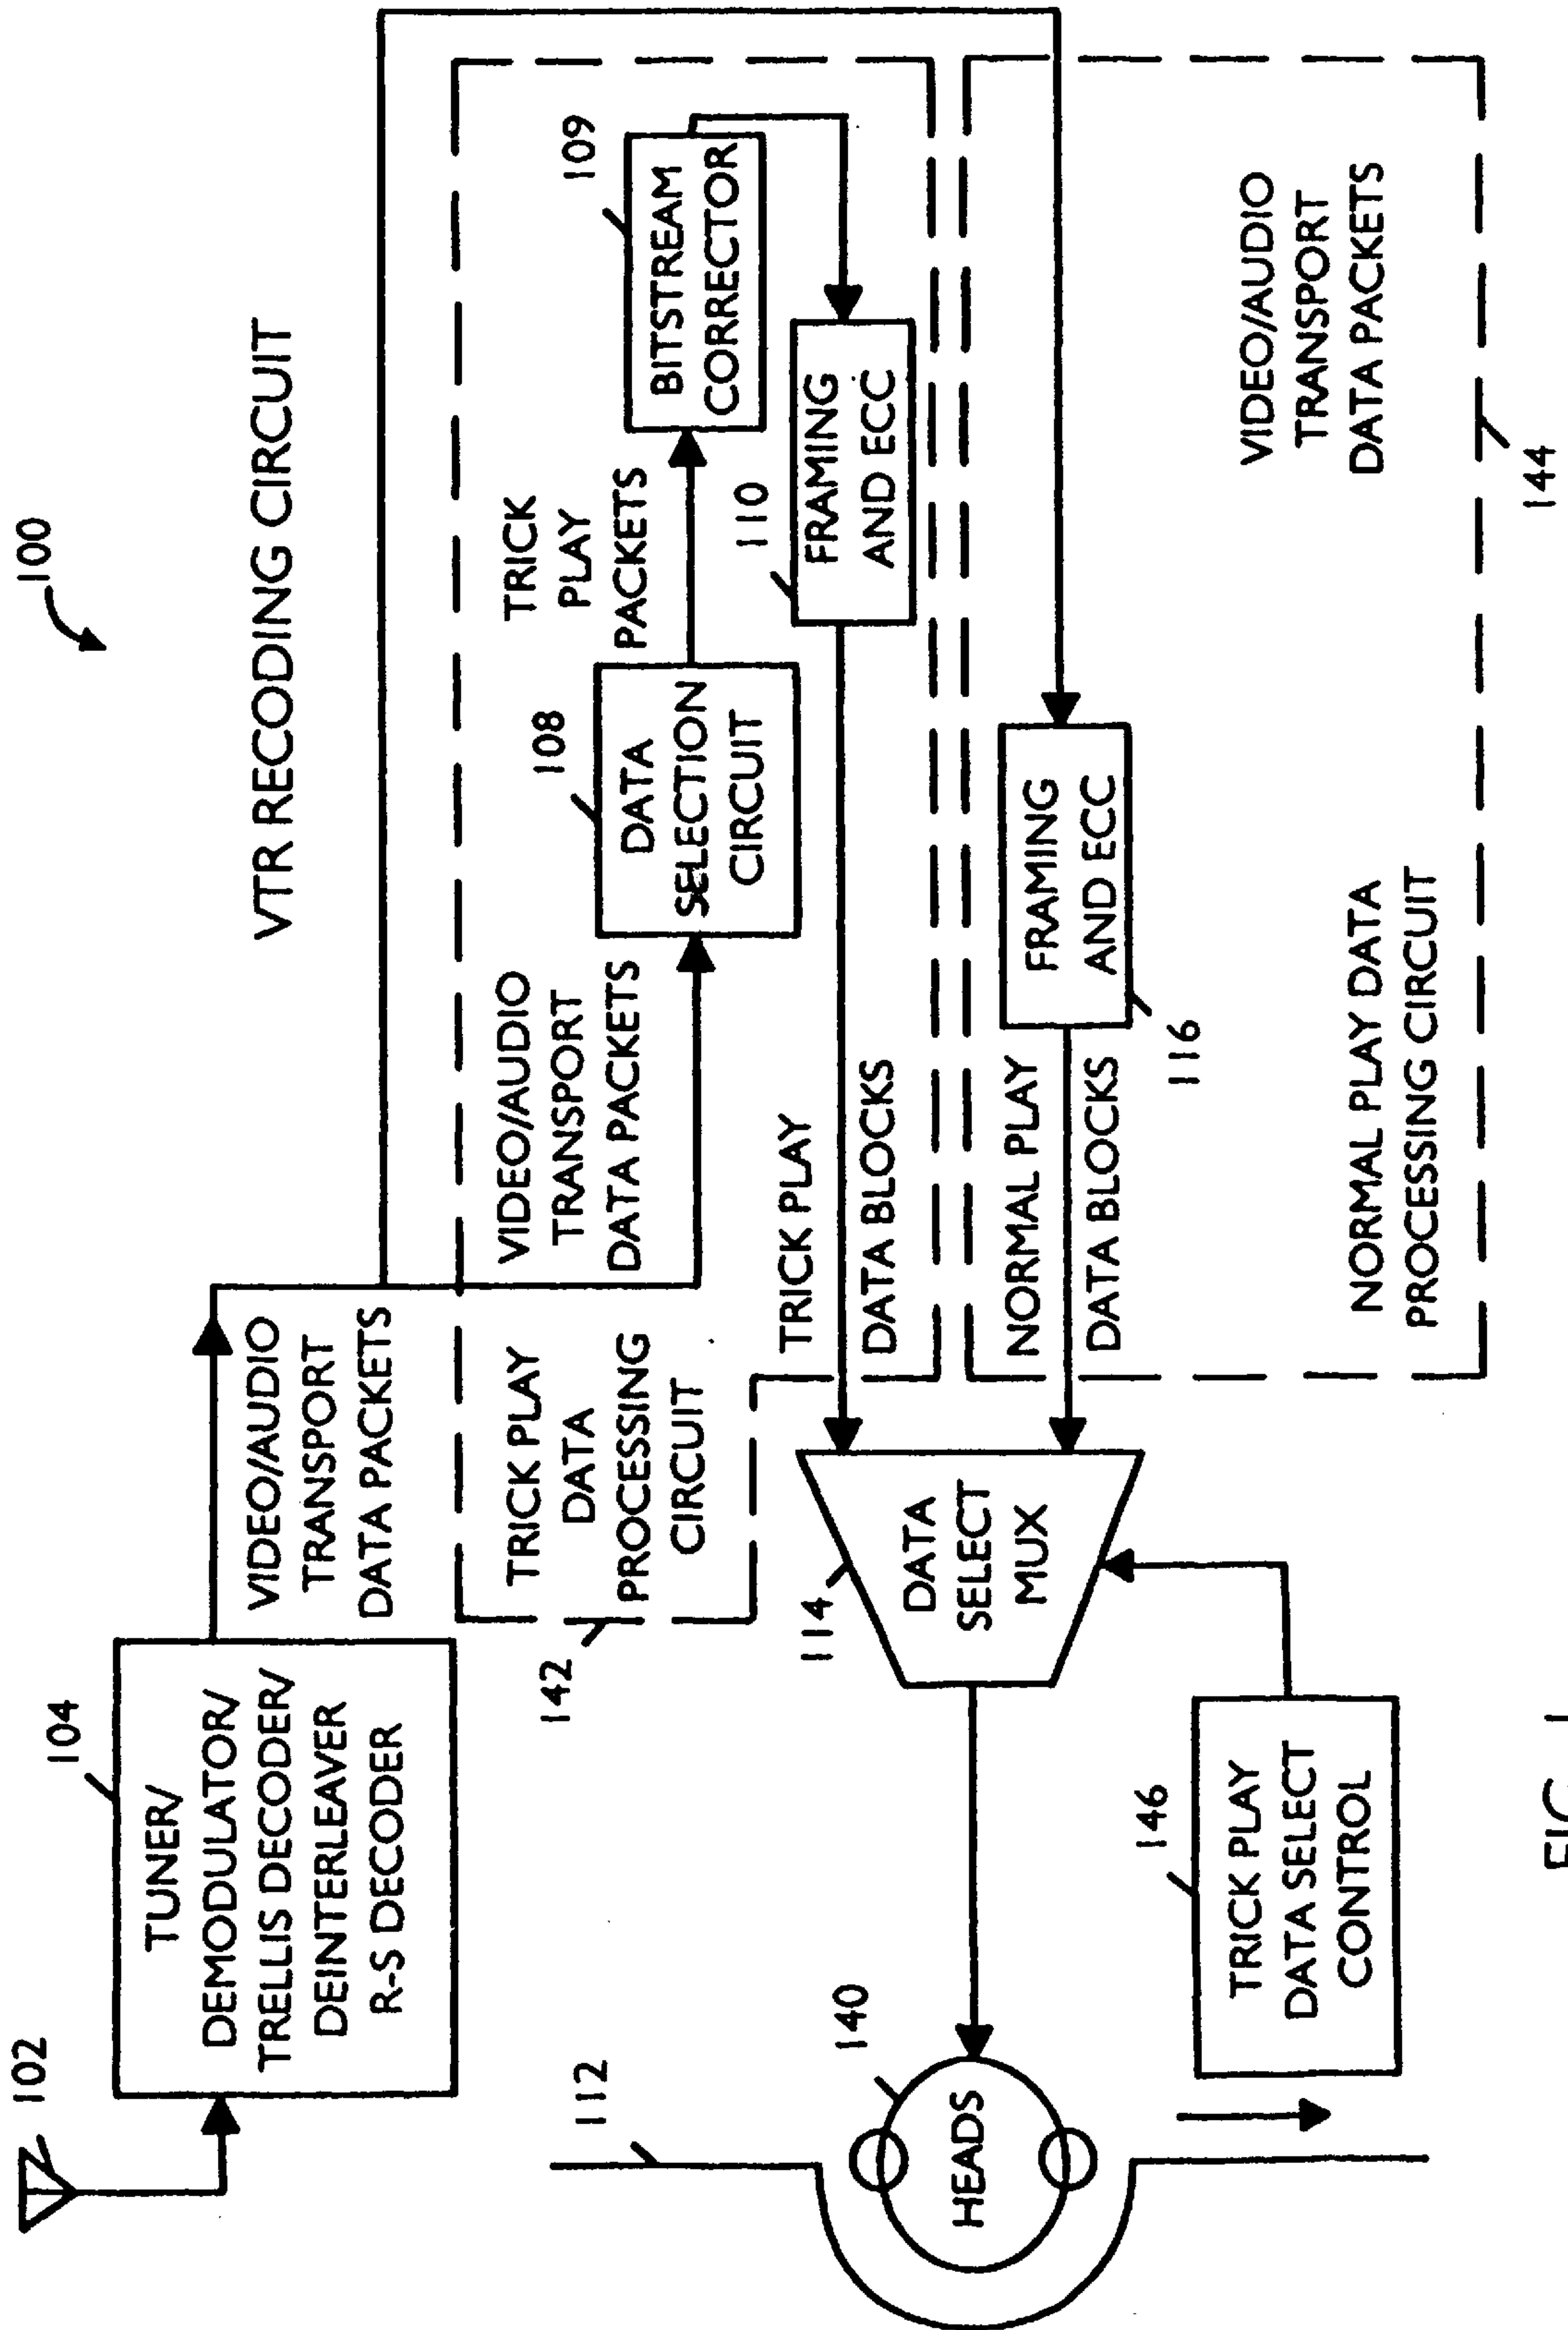 100
VTR RECODING CIRCUIT
102
104
TUNER/
DEMODULATOR/
TRELLIS DECODER/
DEINTERLEAVER
R-S DECODER
VIDEO/AUDIO
TRANSPORT
DATA PACKETS
142
TRICK PLAY
DATA
PROCESSING
CIRCUIT
VIDEO/AUDIO
TRANSPORT
DATA PACKETS
108
DATA
SELECTION
CIRCUIT
TRICK
PLAY
PACKETS
109
BITSTREAM
CORRECTOR
110
FRAMING
AND ECC
TRICK PLAY
DATA BLOCKS
112
140
HEADS
114
DATA
SELECT
MUX
NORMAL PLAY
DATA BLOCKS
FRAMING
AND ECC
116
VIDEO/AUDIO
TRANSPORT
DATA PACKETS
146
TRICK PLAY
DATA SELECT
CONTROL
NORMAL PLAY DATA
PROCESSING CIRCUIT
144
FIG. 1